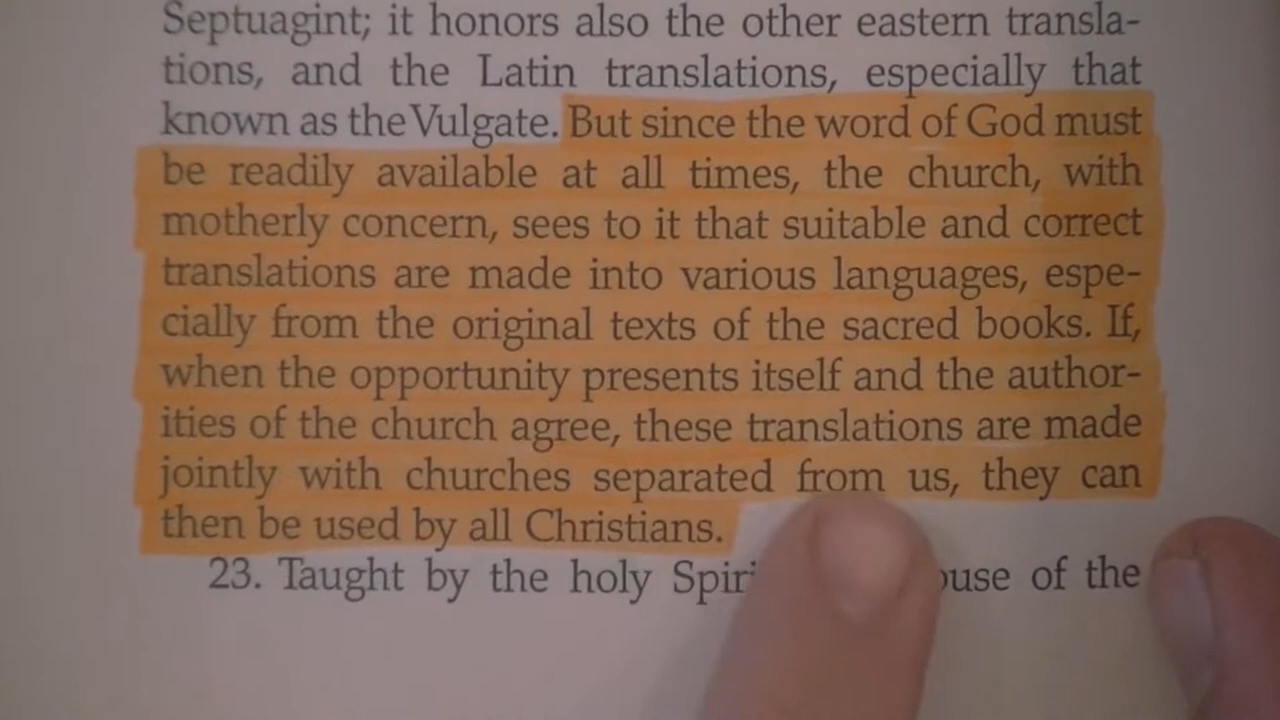 Septuagint; it honors also the other eastern transla-
tions, and the Latin translations, especially that
known as the Vulgate. But since the word of God must
be readily available at all times, the church, with
motherly concern, sees to it that suitable and correct
translations are made into various languages, espe-
cially from the original texts of the sacred books. If,
when the opportunity presents itself and the author-
ities of the church agree, these translations are made
jointly with churches separated from us, they can
then be used by all Christians.
23. Taught by the holy of the